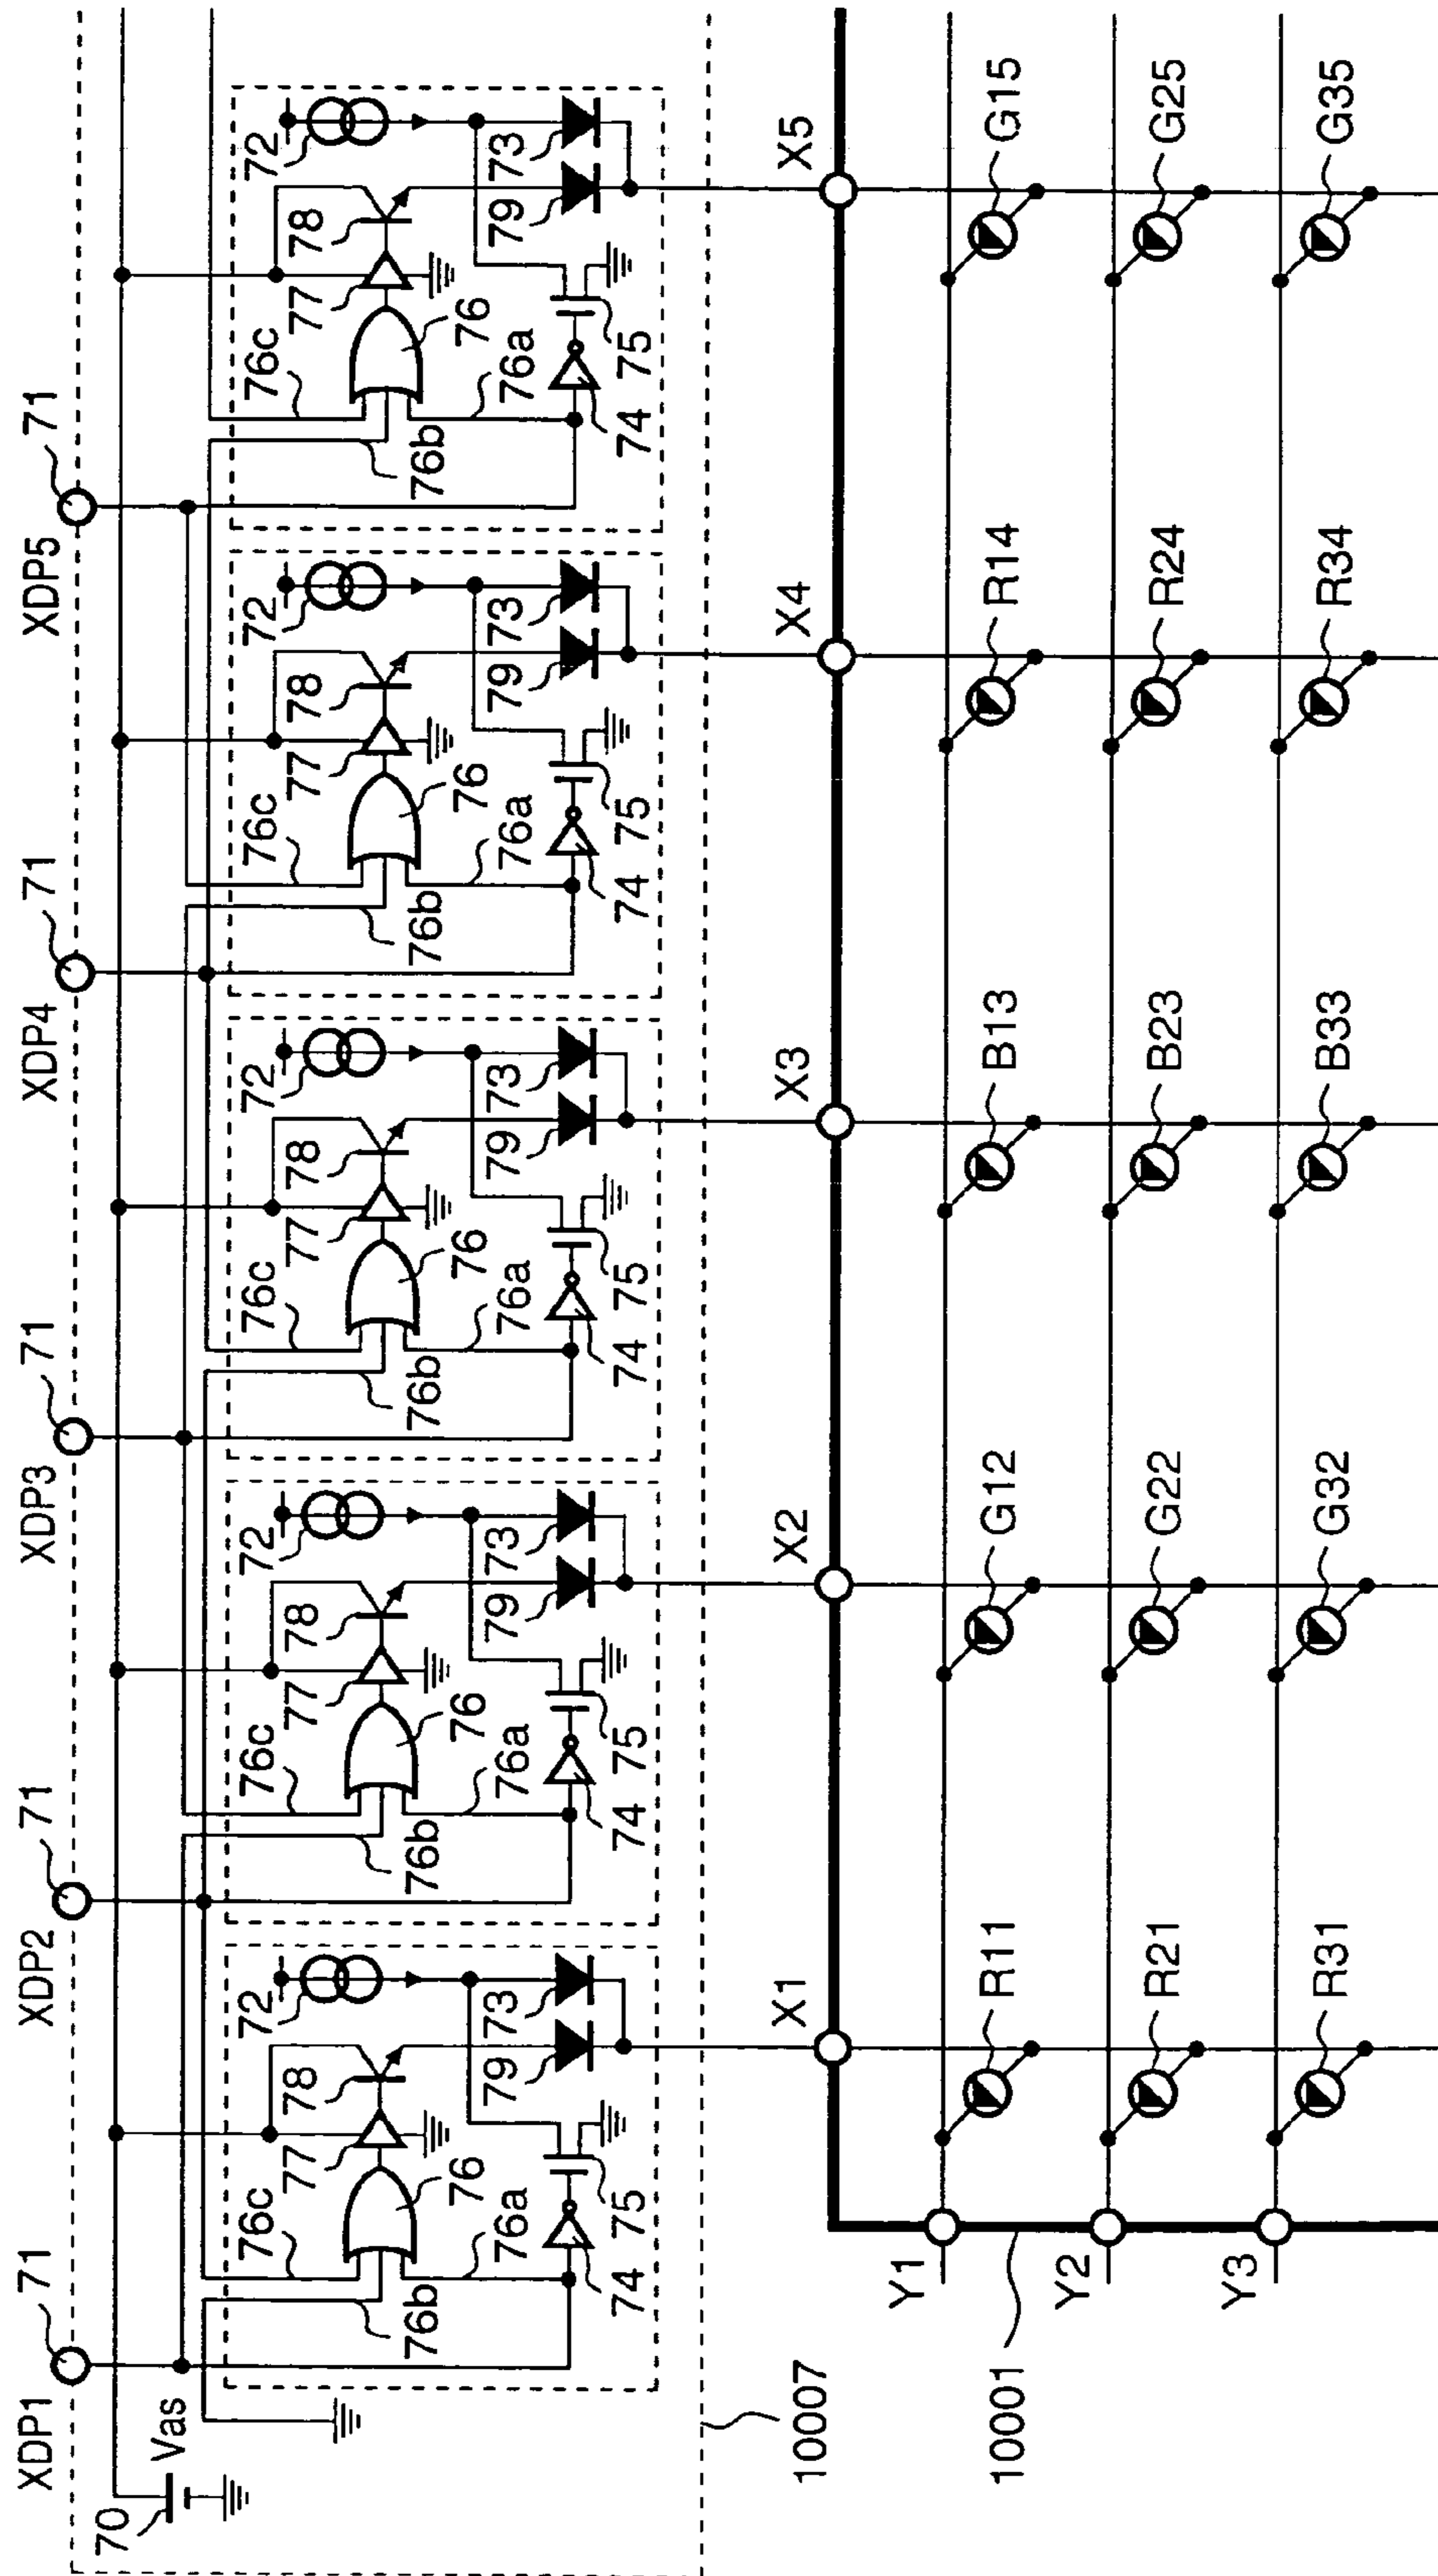 XDP1 71 XDP2 71 XDP3 71 XDP4 71 XDP5 71
70 Vas
72 72 72 72 72
76c 77 78 76c 77 78 76c 77 78 76c 77 78 76c 77 78
76b 76 76b 76 76b 76 76b 76 76b 76
76a 79 73 76a 79 73 76a 79 73 76a 79 73 76a 79 73
74 75 74 75 74 75 74 75 74 75
10007
X1 X2 X3 X4 X5
Y1 R11 G12 B13 R14 G15
10001
Y2 R21 G22 B23 R24 G25
Y3 R31 G32 B33 R34 G35